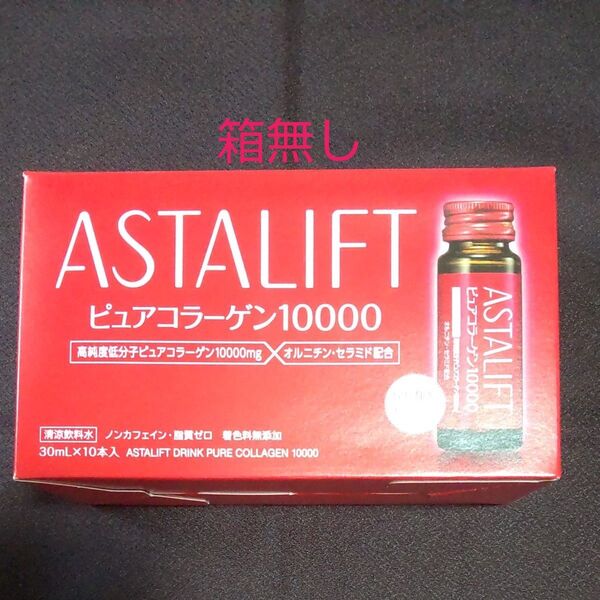 箱無し
ASTALIFT
ピュアコラーゲン10000
高純度低分子ピュアコラーゲン10000mg × オルニチン・セラミド配合
清涼飲料水 ノンカフェイン・脂質ゼロ 着色料無添加
30mL×10本入 ASTALIFT DRINK PURE COLLAGEN 10000
ASTALIFT
ピュアコラーゲン10000